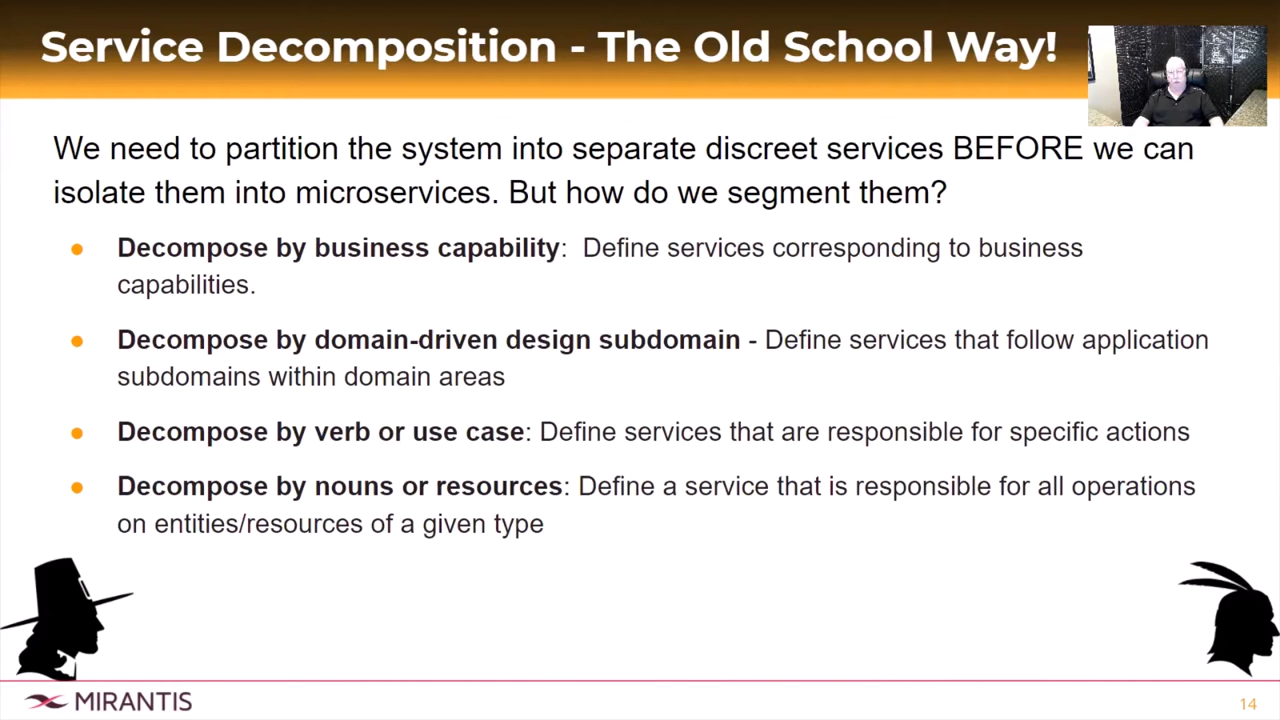 Service Decomposition - The Old School Way!
We need to partition the system into separate discreet services BEFORE we can
isolate them into microservices. But how do we segment them?
● Decompose by business capability: Define services corresponding to business
capabilities.
● Decompose by domain-driven design subdomain - Define services that follow application
subdomains within domain areas
● Decompose by verb or use case: Define services that are responsible for specific actions
● Decompose by nouns or resources: Define a service that is responsible for all operations
on entities/resources of a given type
MIRANTIS
14